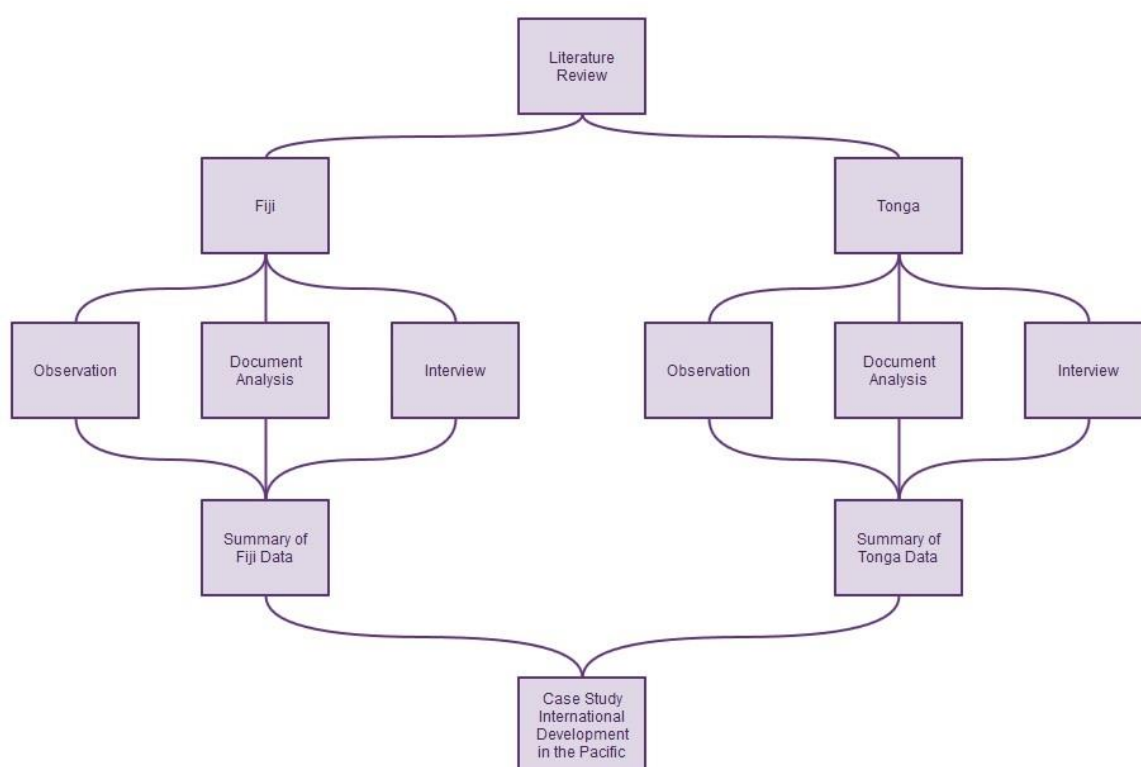 Literature
Review
Fiji
Tonga
Observation
Document
Analysis
Interview
Observation
Document
Analysis
Interview
Summary of
Fiji Data
Summary of
Tonga Data
Case Study
International
Development
in the Pacific